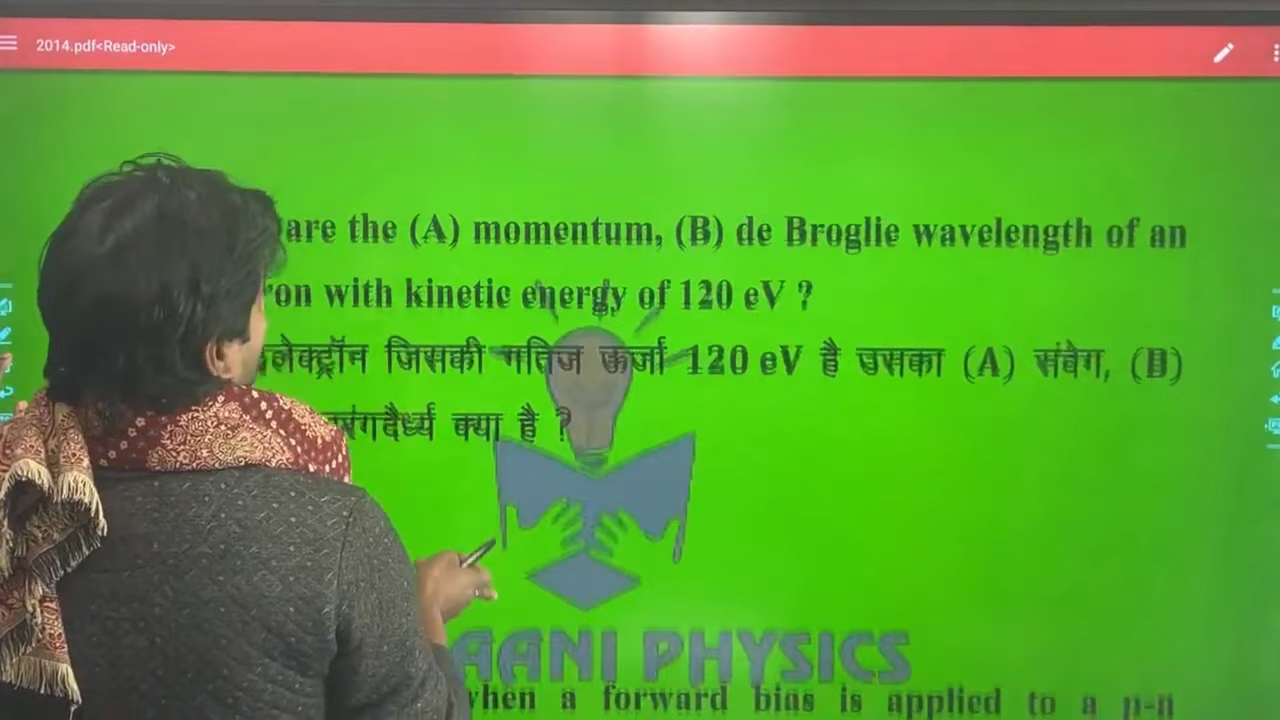 2014.pdf<Read-only>
are the (A) momentum, (B) de Broglie wavelength of an
with kinetic energy of 120 eV ?
जिसकी गतिज ऊर्जा 120 eV है उसका (A) संवेग, (B)
क्या है ?
PHYSICS
when a forward bias is applied to a p-n